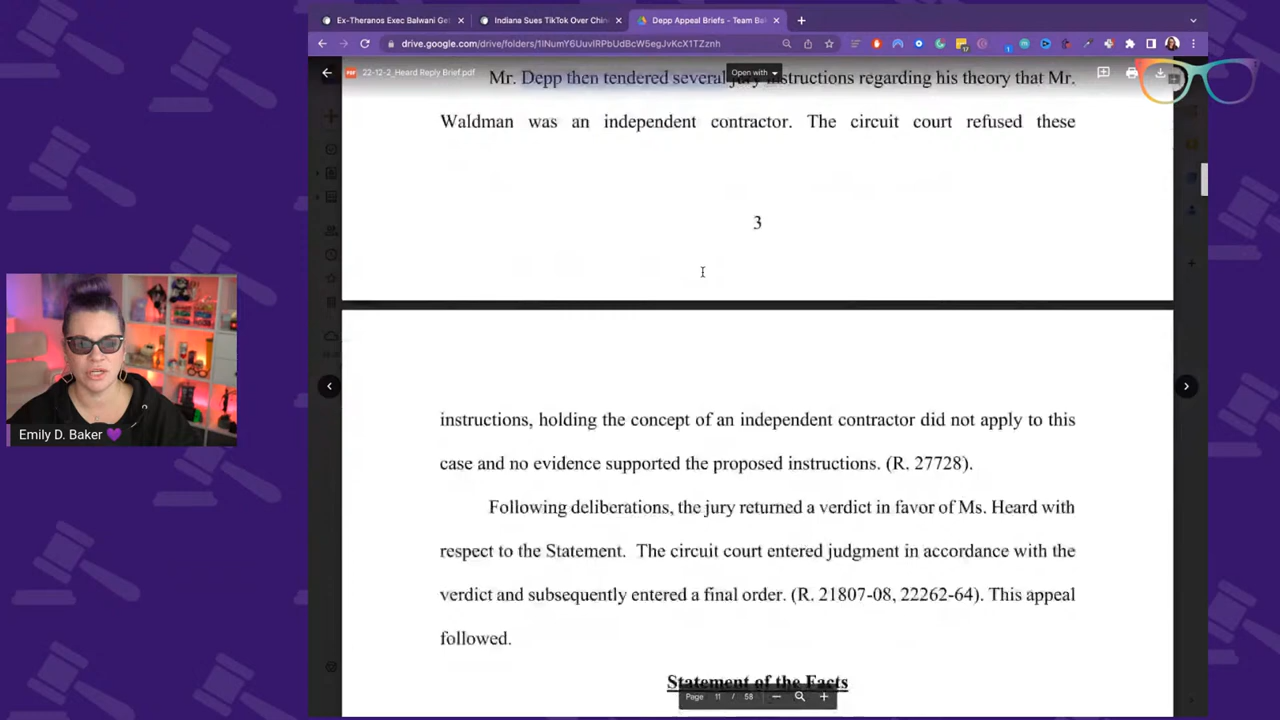 Ex-Theranos Exec Balwani Ge
Indiana Sues TikTok Over Chin
Depp Appeal Briefs - Team Ba
drive.google.com/drive/folders/
22-12-2_Heard Reply Brief.pdf
Open with
Mr. Depp then tendered several jury instructions regarding his theory that Mr.
Waldman was an independent contractor. The circuit court refused these
3
instructions, holding the concept of an independent contractor did not apply to this
case and no evidence supported the proposed instructions. (R. 27728).
Emily D. Baker 💜
Following deliberations, the jury returned a verdict in favor of Ms. Heard with
respect to the Statement. The circuit court entered judgment in accordance with the
verdict and subsequently entered a final order. (R. 21807-08, 22262-64). This appeal
followed.
Statement of the Facts
Page 11 / 58